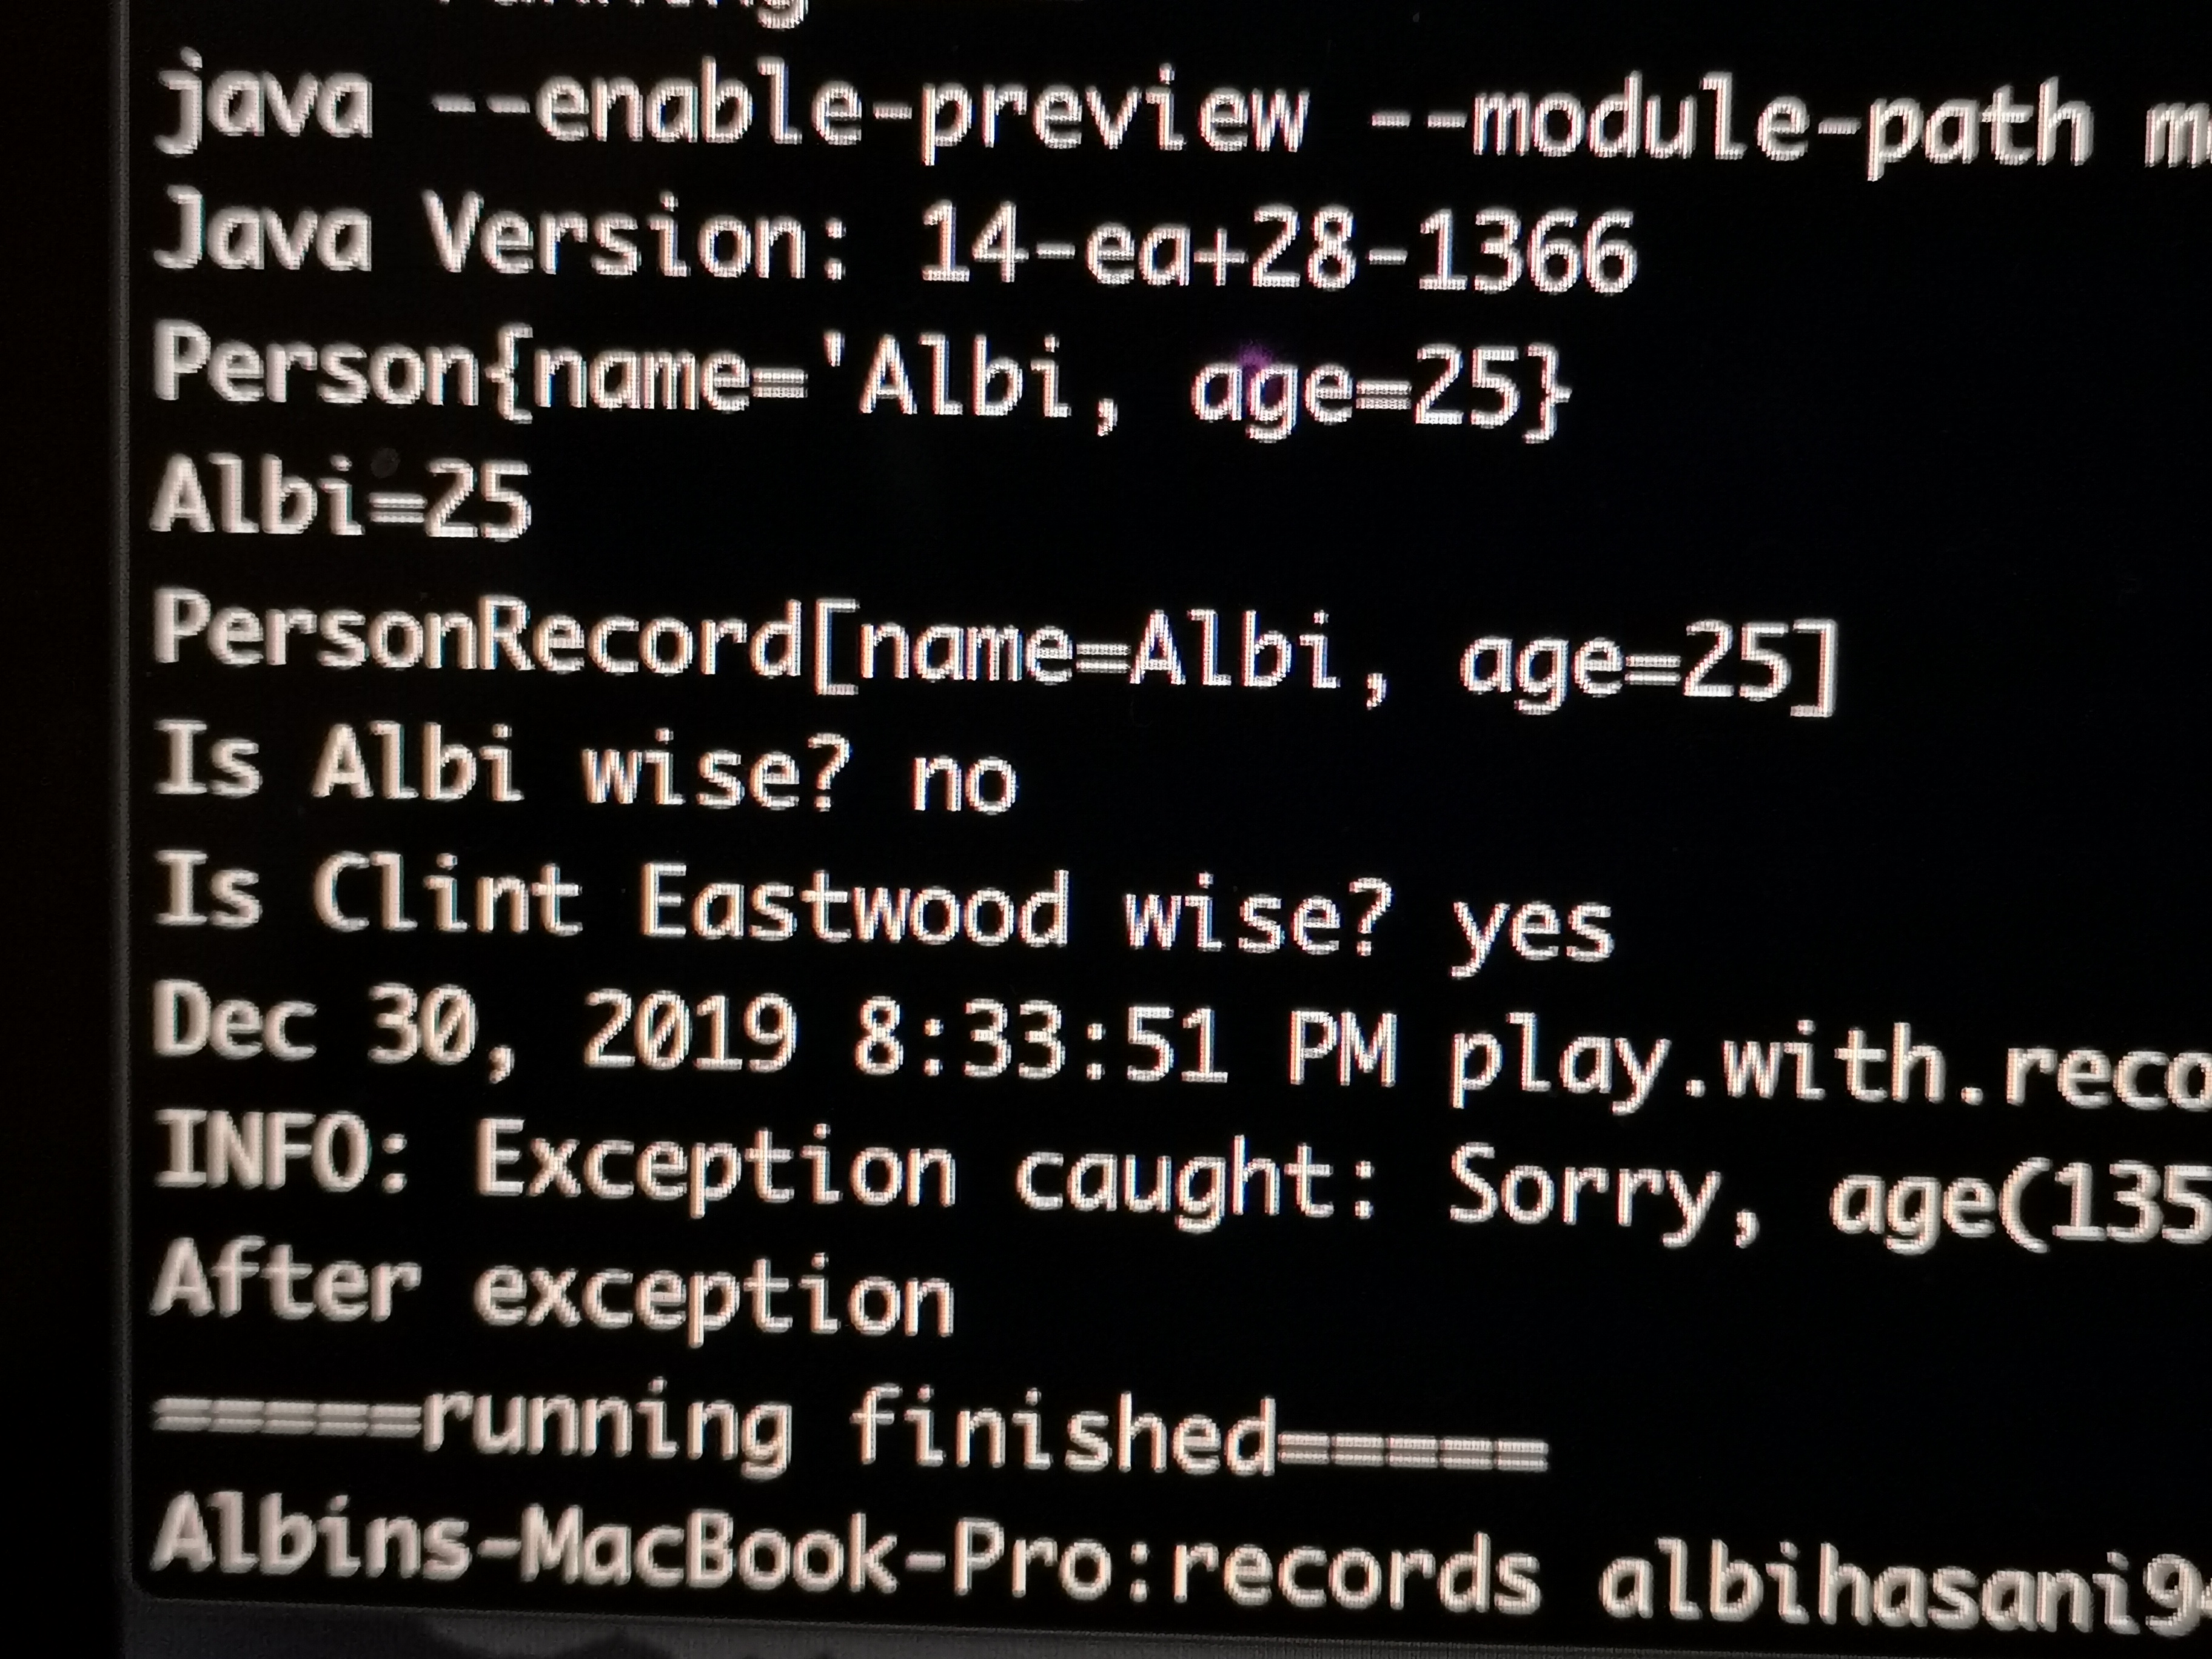 java --enable-preview --module-path
Java Version: 14-ea+28-1366
Person{name='Albi, age=25}
Albi=25
PersonRecord[name=Albi, age=25]
Is Albi wise? no
Is Clint Eastwood wise? yes
Dec 30, 2019 8:33:51 PM play.with.reco
INFO: Exception caught: Sorry, age(135
After exception
=====running finished=====
Albins-MacBook-Pro:records albihasani94